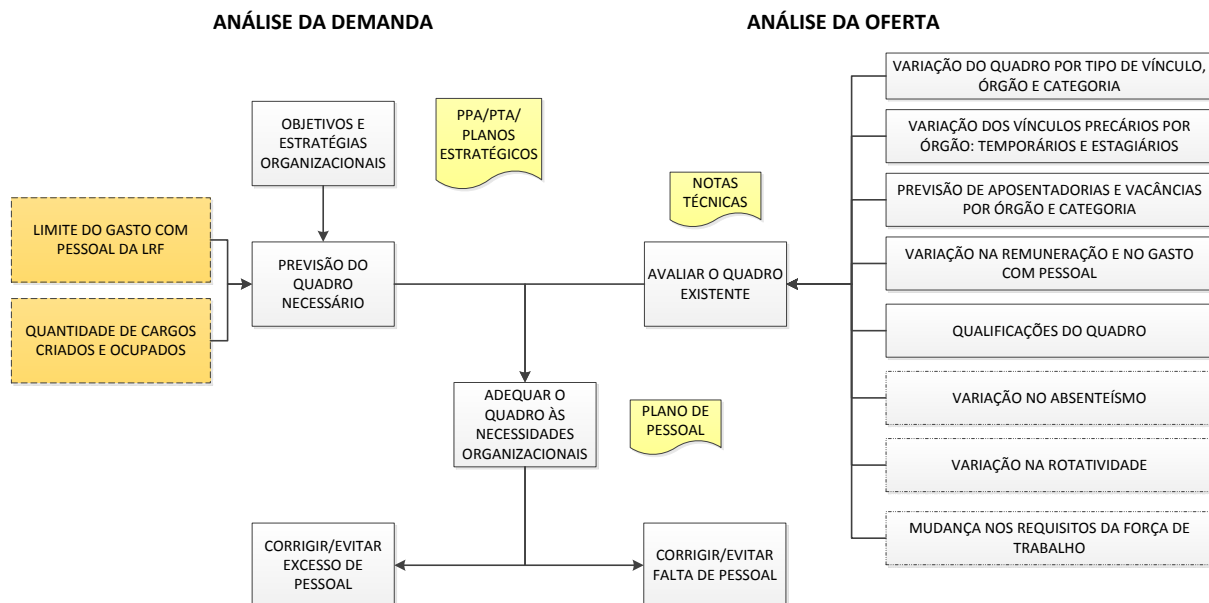 ANÁLISE DA DEMANDA
ANÁLISE DA OFERTA
OBJETIVOS E
ESTRATÉGIAS
ORGANIZACIONAIS
PPA/PTA/
PLANOS
ESTRATÉGICOS
LIMITE DO GASTO COM
PESSOAL DA LRF
QUANTIDADE DE CARGOS
CRIADOS E OCUPADOS
PREVISÃO DO
QUADRO
NECESSÁRIO
NOTAS
TÉCNICAS
AVALIAR O QUADRO
EXISTENTE
VARIAÇÃO DO QUADRO POR TIPO DE VÍNCULO,
ÓRGÃO E CATEGORIA
VARIAÇÃO DOS VÍNCULOS PRECÁRIOS POR
ÓRGÃO: TEMPORÁRIOS E ESTAGIÁRIOS
PREVISÃO DE APOSENTADORIAS E VACÂNCIAS
POR ÓRGÃO E CATEGORIA
VARIAÇÃO NA REMUNERAÇÃO E NO GASTO
COM PESSOAL
QUALIFICAÇÕES DO QUADRO
VARIAÇÃO NO ABSENTEÍSMO
VARIAÇÃO NA ROTATIVIDADE
MUDANÇA NOS REQUISITOS DA FORÇA DE
TRABALHO
ADEQUAR O
QUADRO ÀS
NECESSIDADES
ORGANIZACIONAIS
PLANO DE
PESSOAL
CORRIGIR/EVITAR
EXCESSO DE
PESSOAL
CORRIGIR/EVITAR
FALTA DE PESSOAL